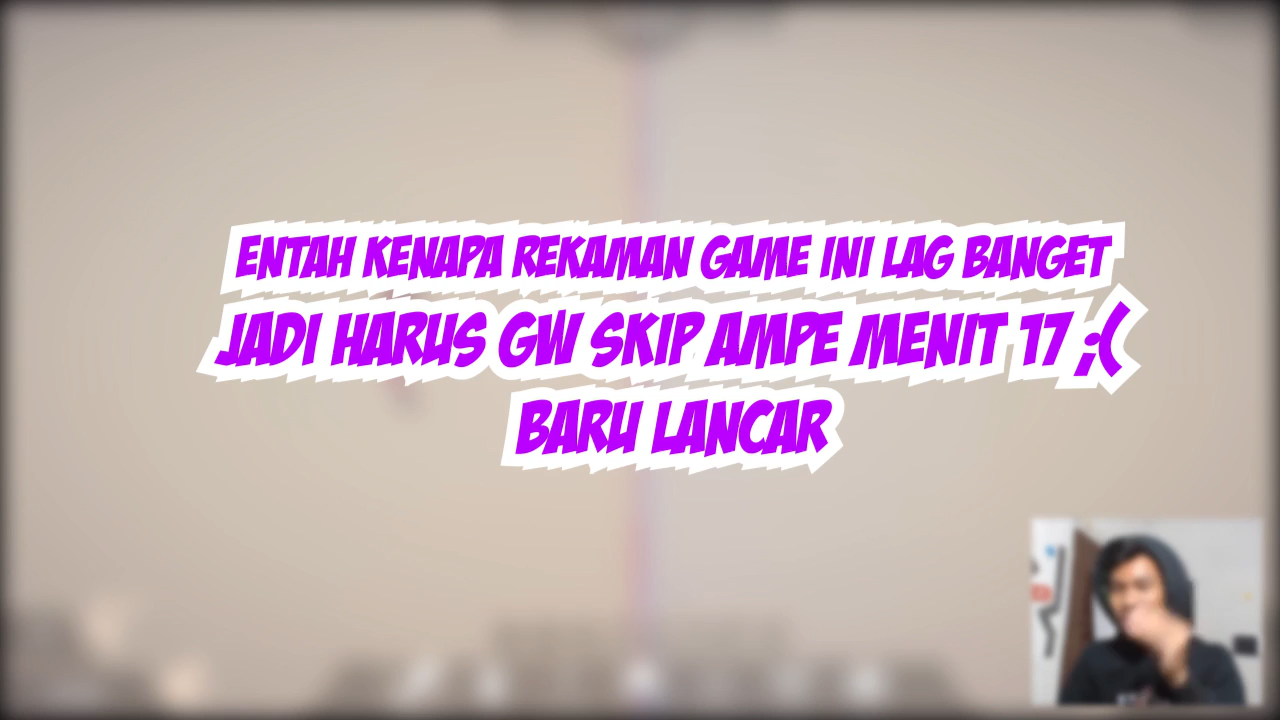 ENTAH KENAPA REKAMAN GAME INI LAG BANGET
JADI HARUS GW SKIP AMPE MENIT 17 ;(
BARU LANCAR